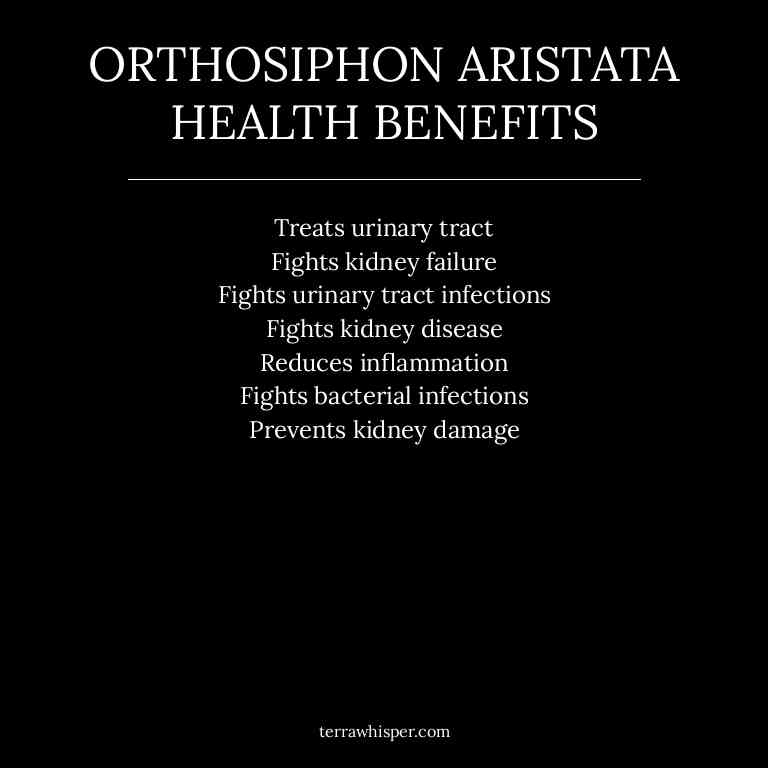 ORTHOSIPHON ARISTATA
HEALTH BENEFITS
Treats urinary tract
Fights kidney failure
Fights urinary tract infections
Fights kidney disease
Reduces inflammation
Fights bacterial infections
Prevents kidney damage
terrawhisper.com